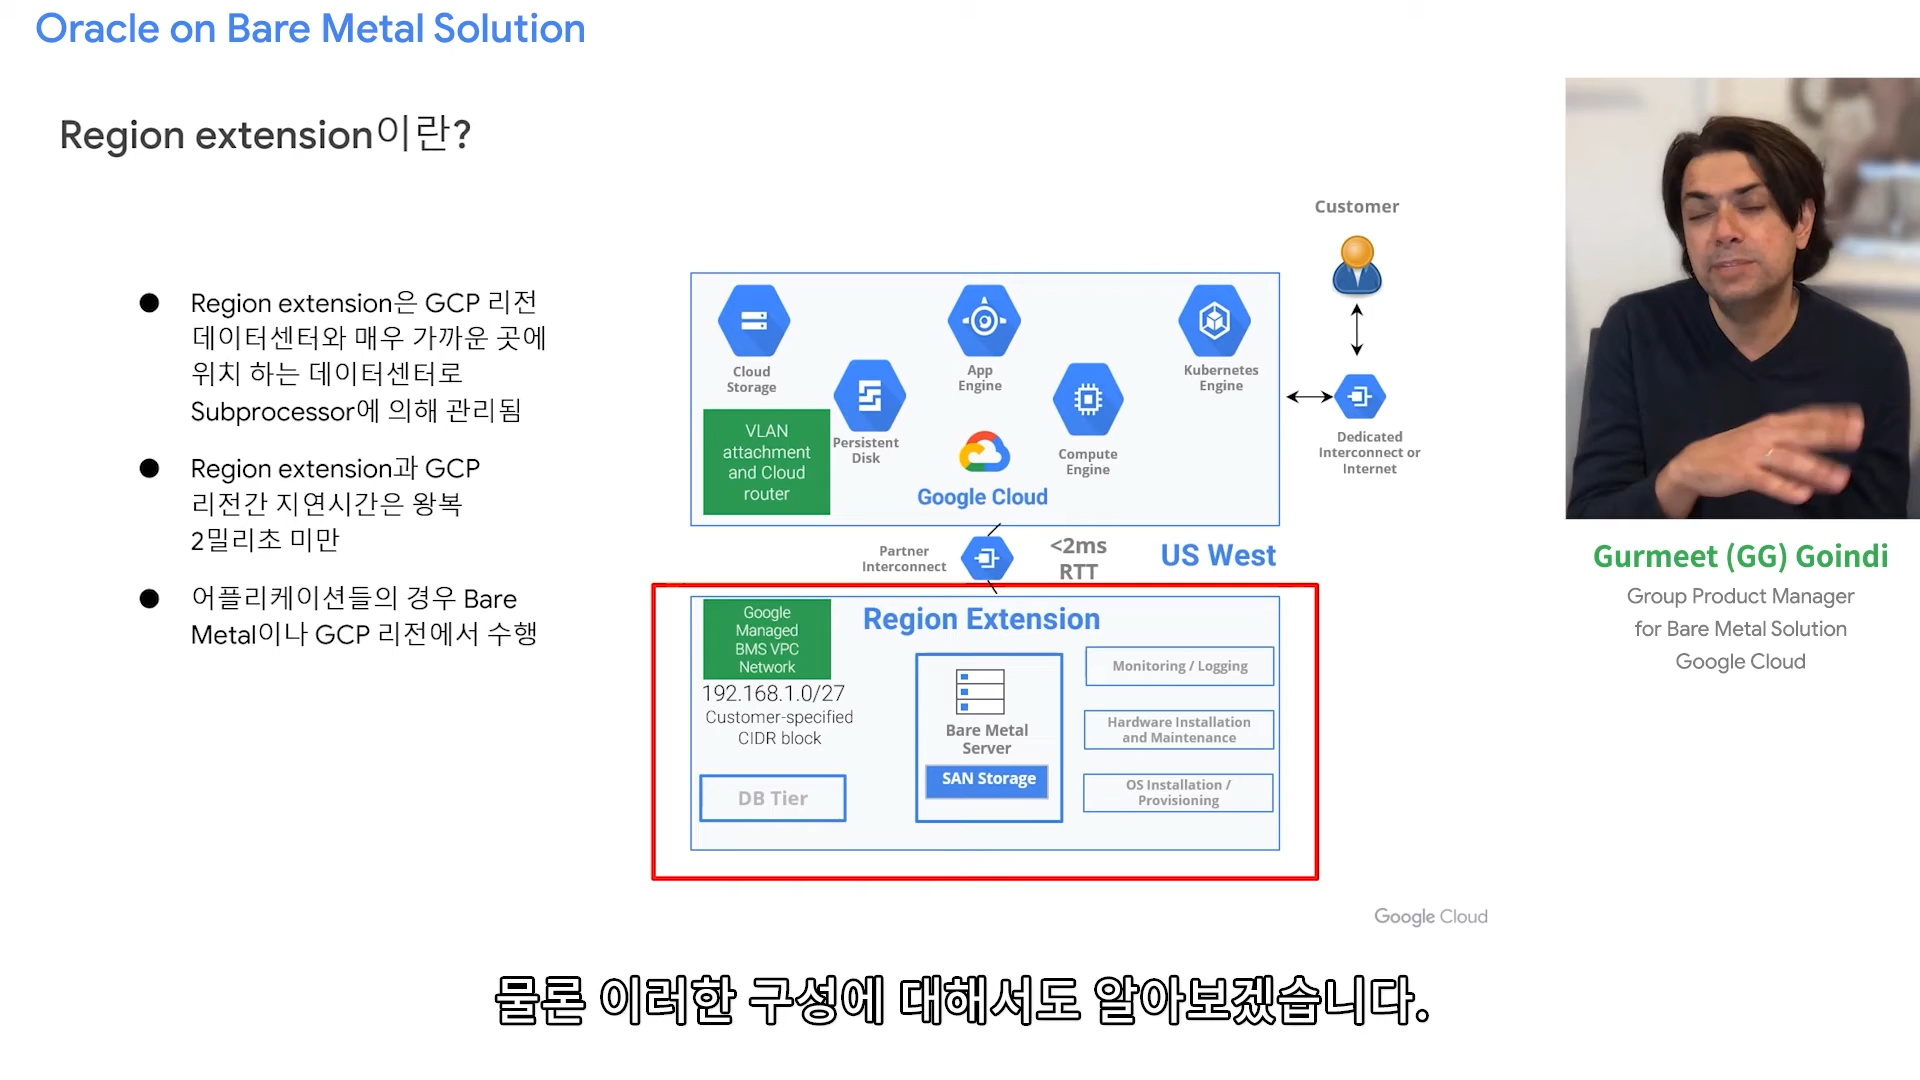 Oracle on Bare Metal Solution
Region extension이란?
Region extension은 GCP 리전
데이터센터와 매우 가까운 곳에
위치 하는 데이터센터로
Subprocessor에 의해 관리됨
Region extension과 GCP
리전간 지연시간은 왕복
2밀리초 미만
어플리케이션들의 경우 Bare
Metal이나 GCP 리전에서 수행
Customer
Cloud
Storage
App
Engine
Kubernetes
Engine
VLAN
attachment
and Cloud
router
Persistent
Disk
Compute
Engine
Google Cloud
Dedicated
Interconnect or
Internet
Partner
Interconnect
<2ms
RTT
US West
Google
Managed
BMS VPC
Network
Region Extension
192.168.1.0/27
Customer-specified
CIDR block
DB Tier
Bare Metal
Server
SAN Storage
Monitoring / Logging
Hardware Installation
and Maintenance
OS Installation /
Provisioning
Gurmeet (GG) Goindi
Group Product Manager
for Bare Metal Solution
Google Cloud
Google Cloud
물론 이러한 구성에 대해서도 알아보겠습니다.